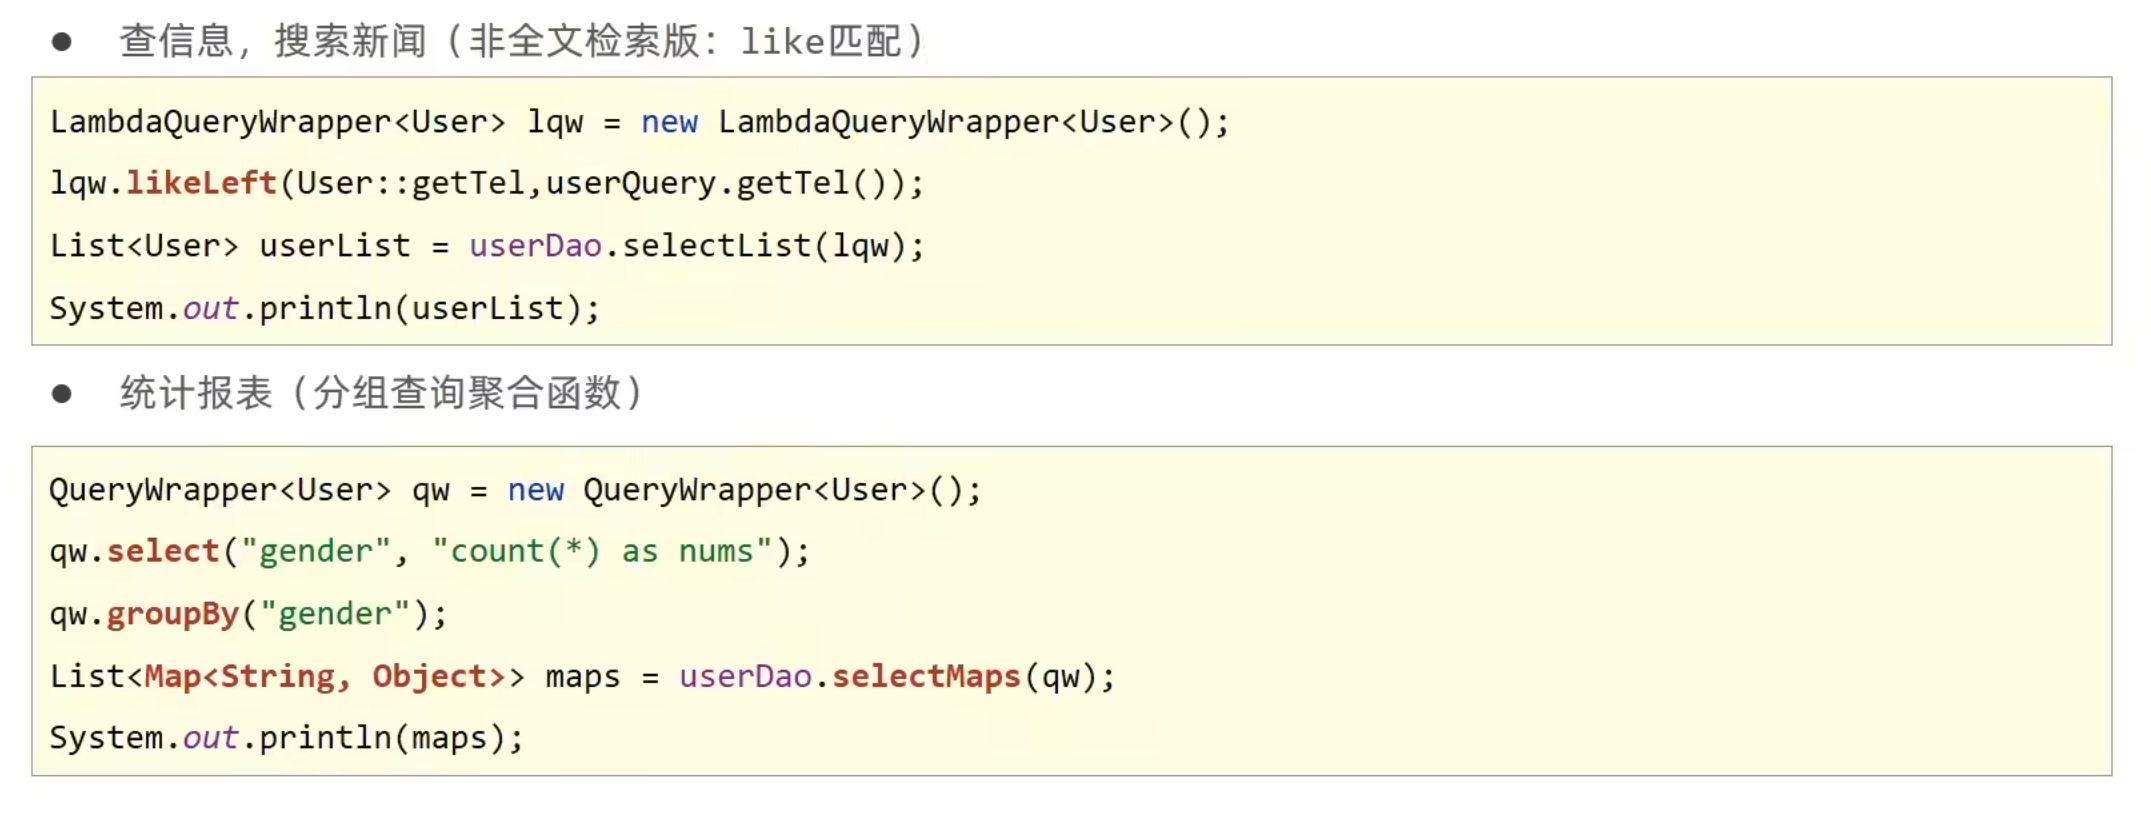 ● 查信息，搜索新闻（非全文检索版：like匹配）
LambdaQueryWrapper<User> lqw = new LambdaQueryWrapper<User>();
lqw.likeLeft(User::getTel,userQuery.getTel());
List<User> userList = userDao.selectList(lqw);
System.out.println(userList);
● 统计报表（分组查询聚合函数）
QueryWrapper<User> qw = new QueryWrapper<User>();
qw.select("gender", "count(*) as nums");
qw.groupBy("gender");
List<Map<String, Object>> maps = userDao.selectMaps(qw);
System.out.println(maps);